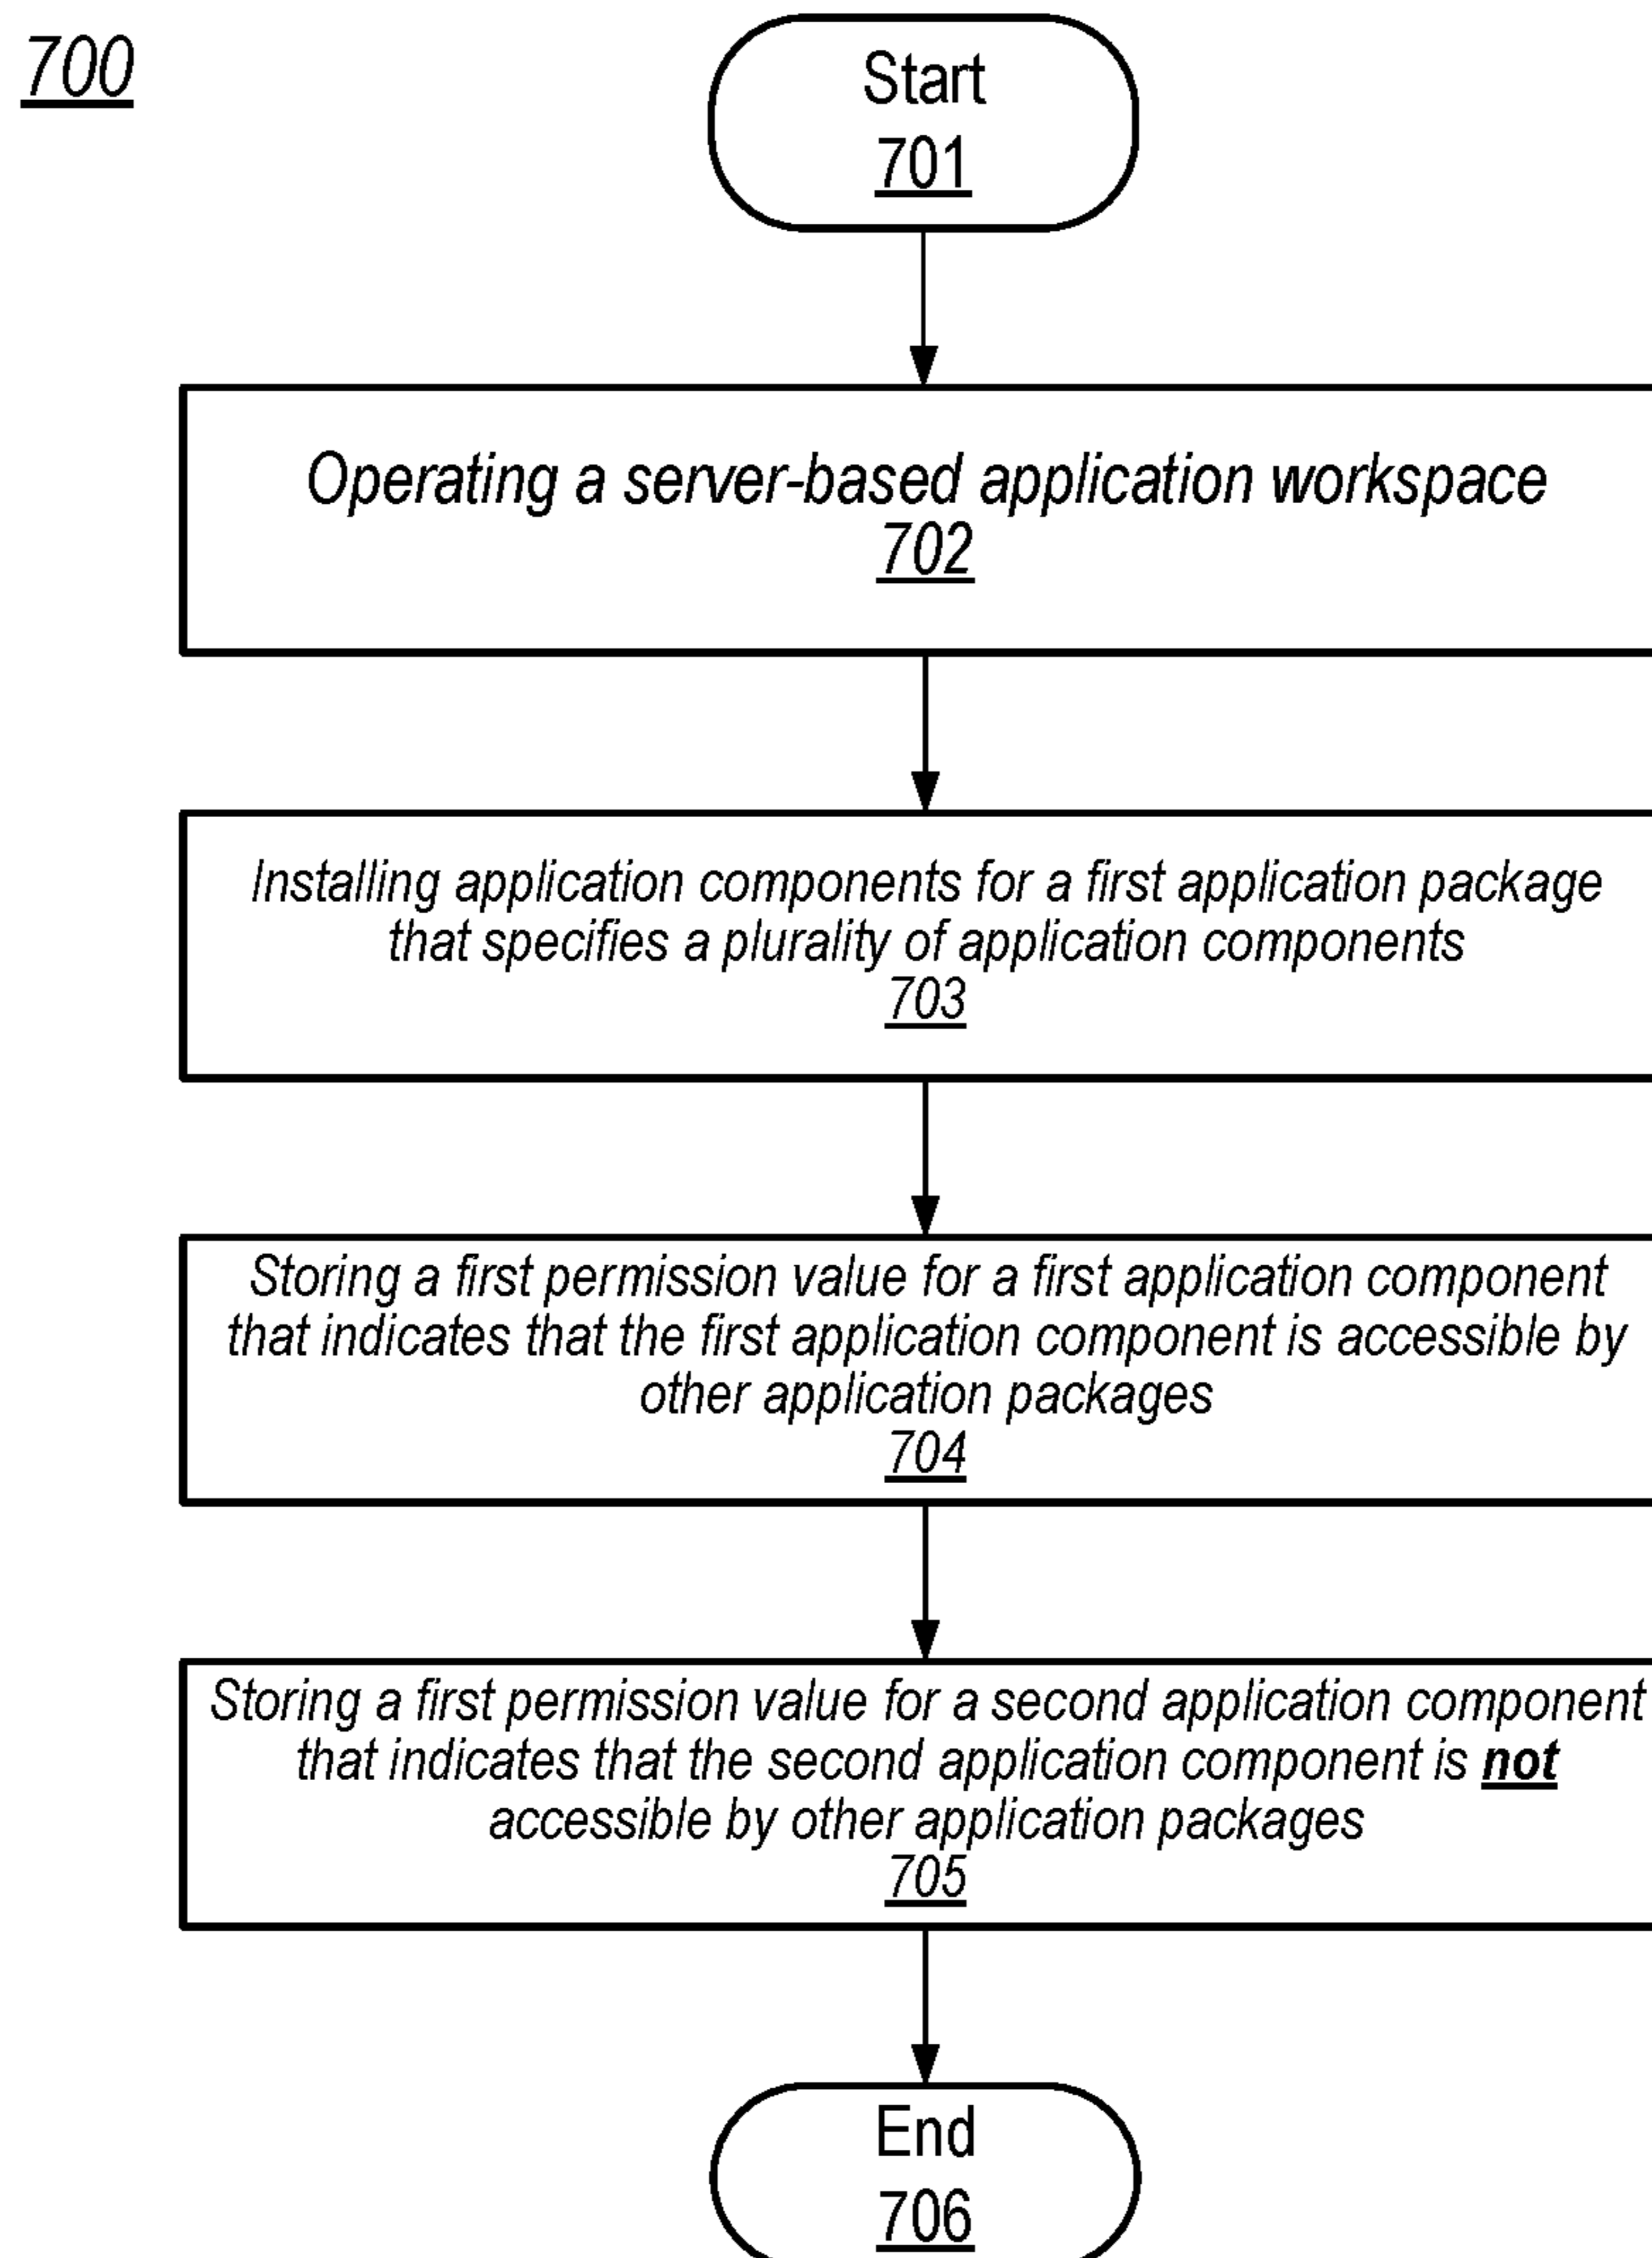 700
Start
701
Operating a server-based application workspace
702
Installing application components for a first application package
that specifies a plurality of application components
703
Storing a first permission value for a first application component
that indicates that the first application component is accessible by
other application packages
704
Storing a first permission value for a second application component
that indicates that the second application component is not
accessible by other application packages
705
End
706